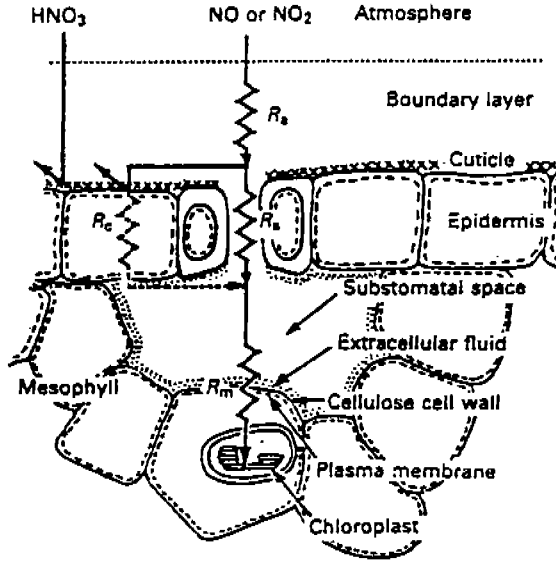 HNO₃ NO or NO₂ Atmosphere
Boundary layer
Rₐ
Cuticle
R꜀ Rₛ Epidermis
Substomatal space
Extracellular fluid
Mesophyll Rₘ Cellulose cell wall
Plasma membrane
Chloroplast